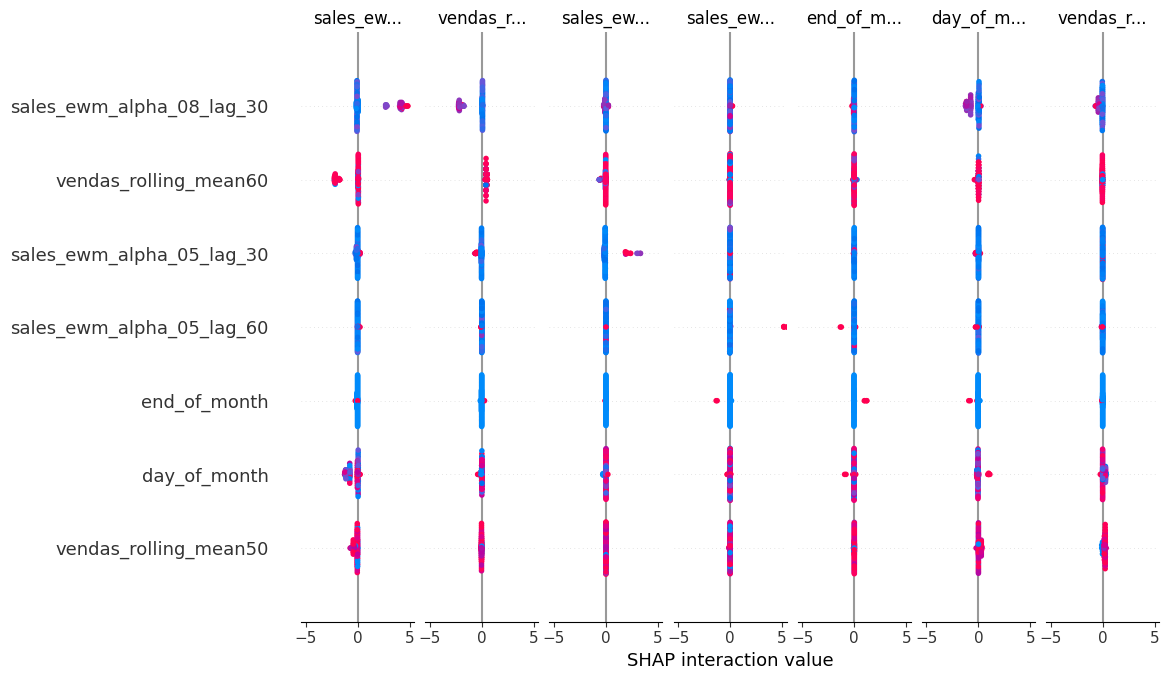 sales_ew... vendas_r... sales_ew... sales_ew... end_of_m... day_of_m... vendas_r...
sales_ewm_alpha_08_lag_30
vendas_rolling_mean60
sales_ewm_alpha_05_lag_30
sales_ewm_alpha_05_lag_60
end_of_month
day_of_month
vendas_rolling_mean50
−5 0 5 −5 0 5 −5 0 5 −5 0 5 −5 0 5 −5 0 5 −5 0 5
SHAP interaction value